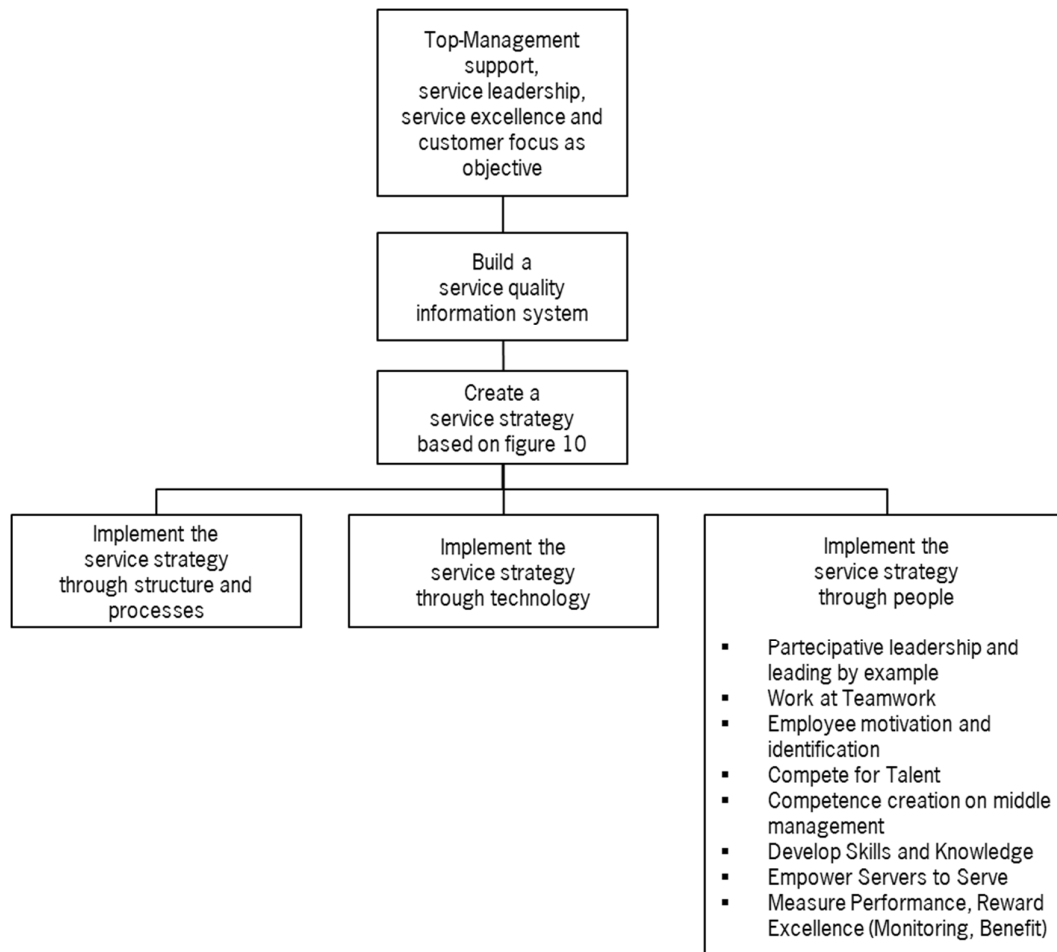 Top-Management
support,
service leadership,
service excellence and
customer focus as
objective
Build a
service quality
information system
Create a
service strategy
based on figure 10
Implement the
service strategy
through structure and
processes
Implement the
service strategy
through technology
Implement the
service strategy
through people
▪ Partecipative leadership and
leading by example
▪ Work at Teamwork
▪ Employee motivation and
identification
▪ Compete for Talent
▪ Competence creation on middle
management
▪ Develop Skills and Knowledge
▪ Empower Servers to Serve
▪ Measure Performance, Reward
Excellence (Monitoring, Benefit)